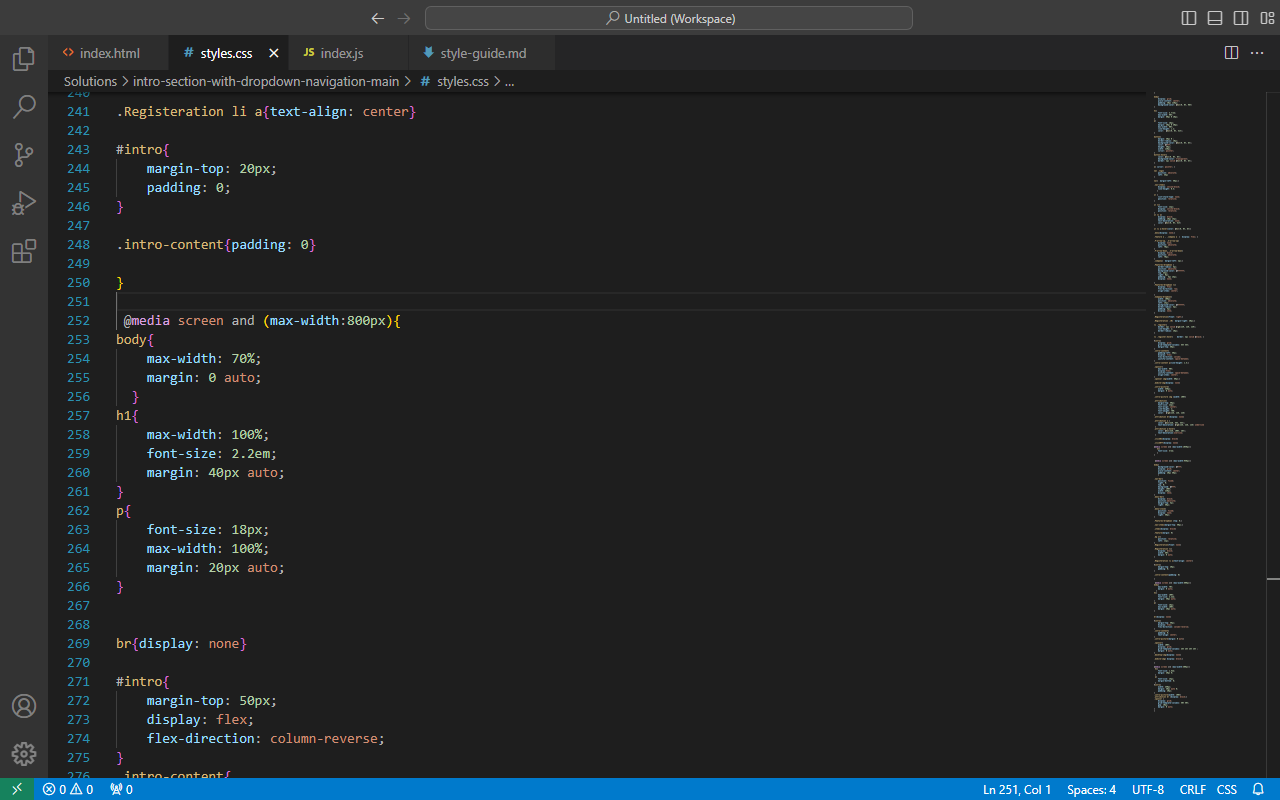 Untitled (Workspace)
index.html
styles.css
JS index.js
style-guide.md
Solutions > intro-section-with-dropdown-navigation-main > # styles.css > ...
240
241 .Registeration li a{text-align: center}
242
243 #intro{
244 margin-top: 20px;
245 padding: 0;
246 }
247
248 .intro-content{padding: 0}
249
250 }
251
252 @media screen and (max-width:800px){
253 body{
254 max-width: 70%;
255 margin: 0 auto;
256 }
257 h1{
258 max-width: 100%;
259 font-size: 2.2em;
260 margin: 40px auto;
261 }
262 p{
263 font-size: 18px;
264 max-width: 100%;
265 margin: 20px auto;
266 }
267
268
269 br{display: none}
270
271 #intro{
272 margin-top: 50px;
273 display: flex;
274 flex-direction: column-reverse;
275 }
276 .intro-content{
0 0 0
Ln 251, Col 1 Spaces: 4 UTF-8 CRLF CSS